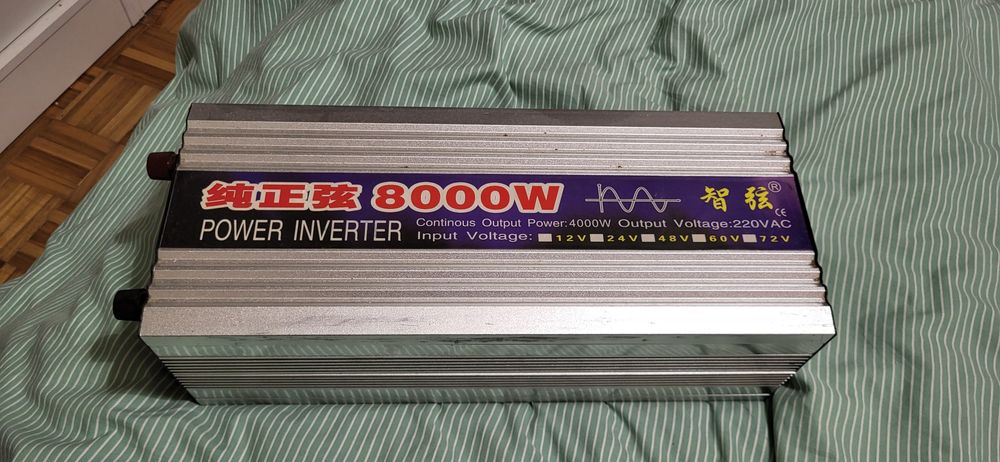 纯正弦 8000W
POWER INVERTER
Continous Output Power:4000W Output Voltage:220VAC
Input Voltage: 12V 24V 48V 60V 72V
智弦®
CE